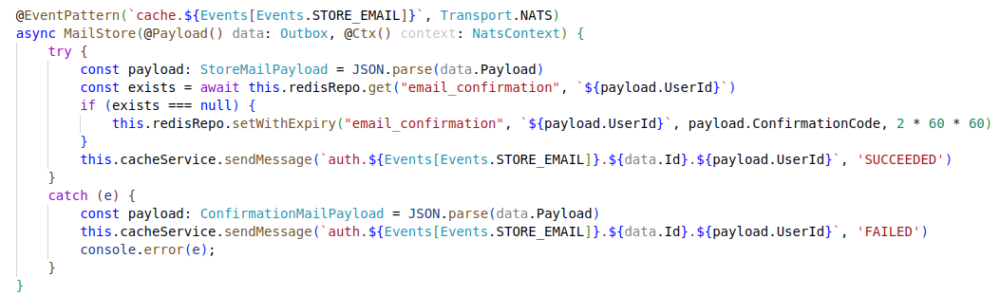 @EventPattern(`cache.${Events[Events.STORE_EMAIL]}`, Transport.NATS)
async MailStore(@Payload() data: Outbox, @Ctx() context: NatsContext) {
    try {
        const payload: StoreMailPayload = JSON.parse(data.Payload)
        const exists = await this.redisRepo.get("email_confirmation", `${payload.UserId}`)
        if (exists === null) {
            this.redisRepo.setWithExpiry("email_confirmation", `${payload.UserId}`, payload.ConfirmationCode, 2 * 60 * 60)
        }
        this.cacheService.sendMessage(`auth.${Events[Events.STORE_EMAIL]}.${data.Id}.${payload.UserId}`, 'SUCCEEDED')
    }
    catch (e) {
        const payload: ConfirmationMailPayload = JSON.parse(data.Payload)
        this.cacheService.sendMessage(`auth.${Events[Events.STORE_EMAIL]}.${data.Id}.${payload.UserId}`, 'FAILED')
        console.error(e);
    }
}